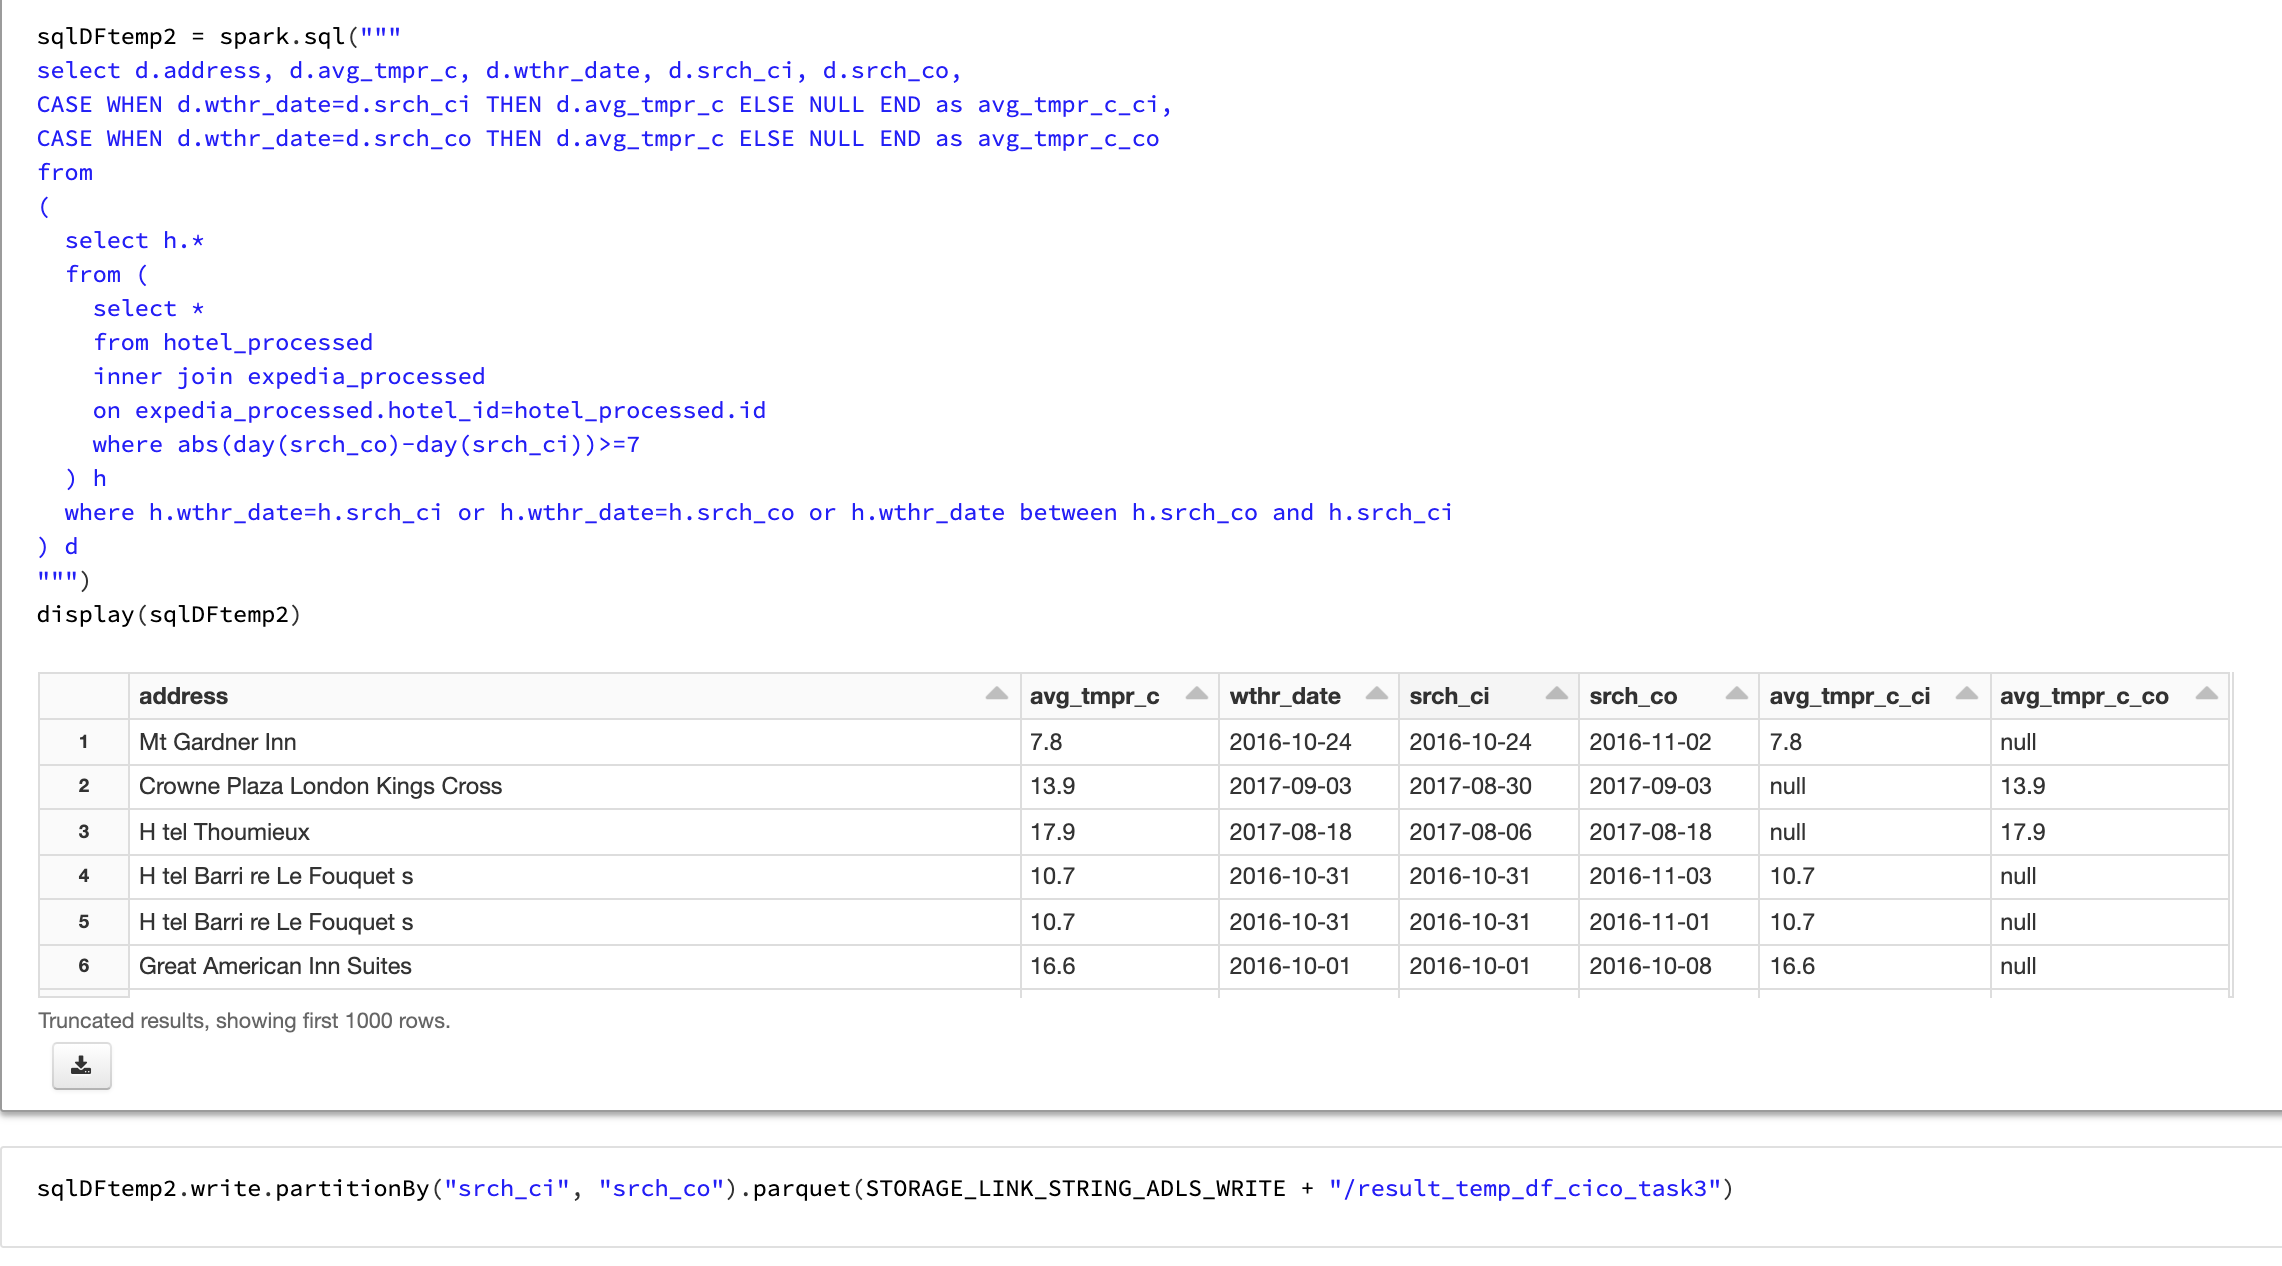 sqlDFtemp2 = spark.sql("""
select d.address, d.avg_tmpr_c, d.wthr_date, d.srch_ci, d.srch_co,
CASE WHEN d.wthr_date=d.srch_ci THEN d.avg_tmpr_c ELSE NULL END as avg_tmpr_c_ci,
CASE WHEN d.wthr_date=d.srch_co THEN d.avg_tmpr_c ELSE NULL END as avg_tmpr_c_co
from
(
  select h.*
  from (
    select *
    from hotel_processed
    inner join expedia_processed
    on expedia_processed.hotel_id=hotel_processed.id
    where abs(day(srch_co)-day(srch_ci))>=7
  ) h
  where h.wthr_date=h.srch_ci or h.wthr_date=h.srch_co or h.wthr_date between h.srch_co and h.srch_ci
) d
""")
display(sqlDFtemp2)
address avg_tmpr_c wthr_date srch_ci srch_co avg_tmpr_c_ci avg_tmpr_c_co
1 Mt Gardner Inn 7.8 2016-10-24 2016-10-24 2016-11-02 7.8 null
2 Crowne Plaza London Kings Cross 13.9 2017-09-03 2017-08-30 2017-09-03 null 13.9
3 H tel Thoumieux 17.9 2017-08-18 2017-08-06 2017-08-18 null 17.9
4 H tel Barri re Le Fouquet s 10.7 2016-10-31 2016-10-31 2016-11-03 10.7 null
5 H tel Barri re Le Fouquet s 10.7 2016-10-31 2016-10-31 2016-11-01 10.7 null
6 Great American Inn Suites 16.6 2016-10-01 2016-10-01 2016-10-08 16.6 null
Truncated results, showing first 1000 rows.
sqlDFtemp2.write.partitionBy("srch_ci", "srch_co").parquet(STORAGE_LINK_STRING_ADLS_WRITE + "/result_temp_df_cico_task3")